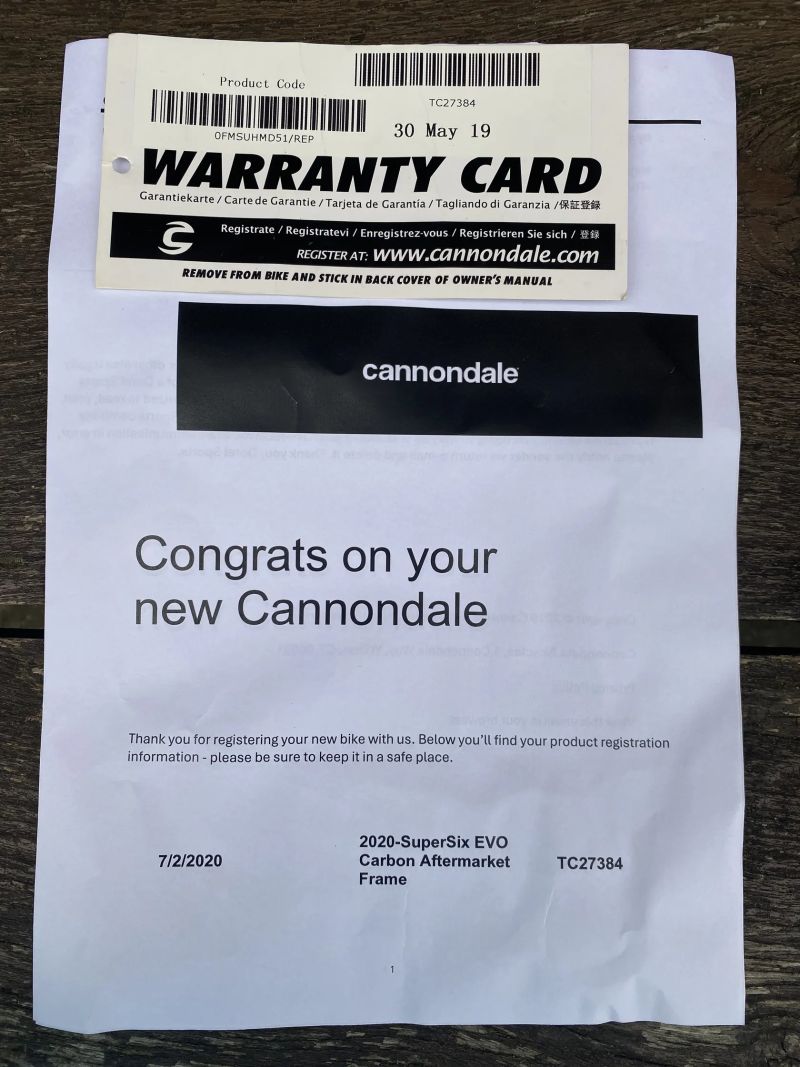 Product Code
TC27384
0FMSUHMD51/REP
30 May 19
WARRANTY CARD
Garantiekarte / Carte de Garantie / Tarjeta de Garantía / Tagliando di Garanzia /保証登録
Registrate / Registratevi / Enregistrez-vous / Registrieren Sie sich / 登録
REGISTER AT: www.cannondale.com
REMOVE FROM BIKE AND STICK IN BACK COVER OF OWNER'S MANUAL
cannondale
Congrats on your
new Cannondale
Thank you for registering your new bike with us. Below you’ll find your product registration
information - please be sure to keep it in a safe place.
7/2/2020
2020-SuperSix EVO
Carbon Aftermarket
Frame
TC27384
1